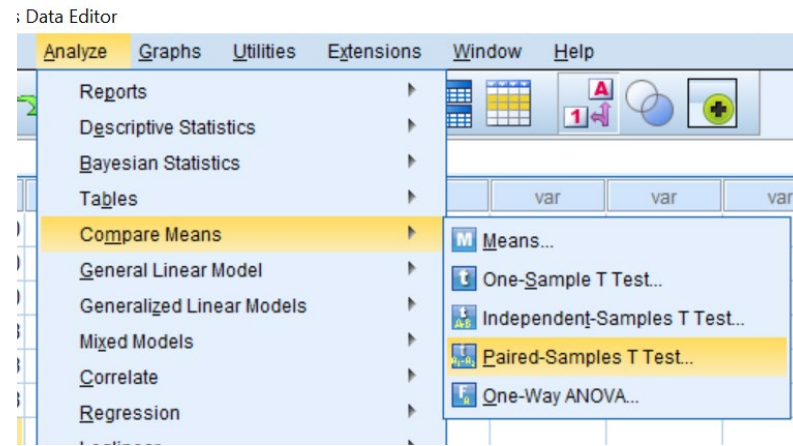 s Data Editor
Analyze Graphs Utilities Extensions Window Help
Reports
Descriptive Statistics
Bayesian Statistics
Tables
Compare Means
General Linear Model
Generalized Linear Models
Mixed Models
Correlate
Regression
var var var
M Means...
t One-Sample T Test...
Independent-Samples T Test...
Paired-Samples T Test...
One-Way ANOVA...
A
1